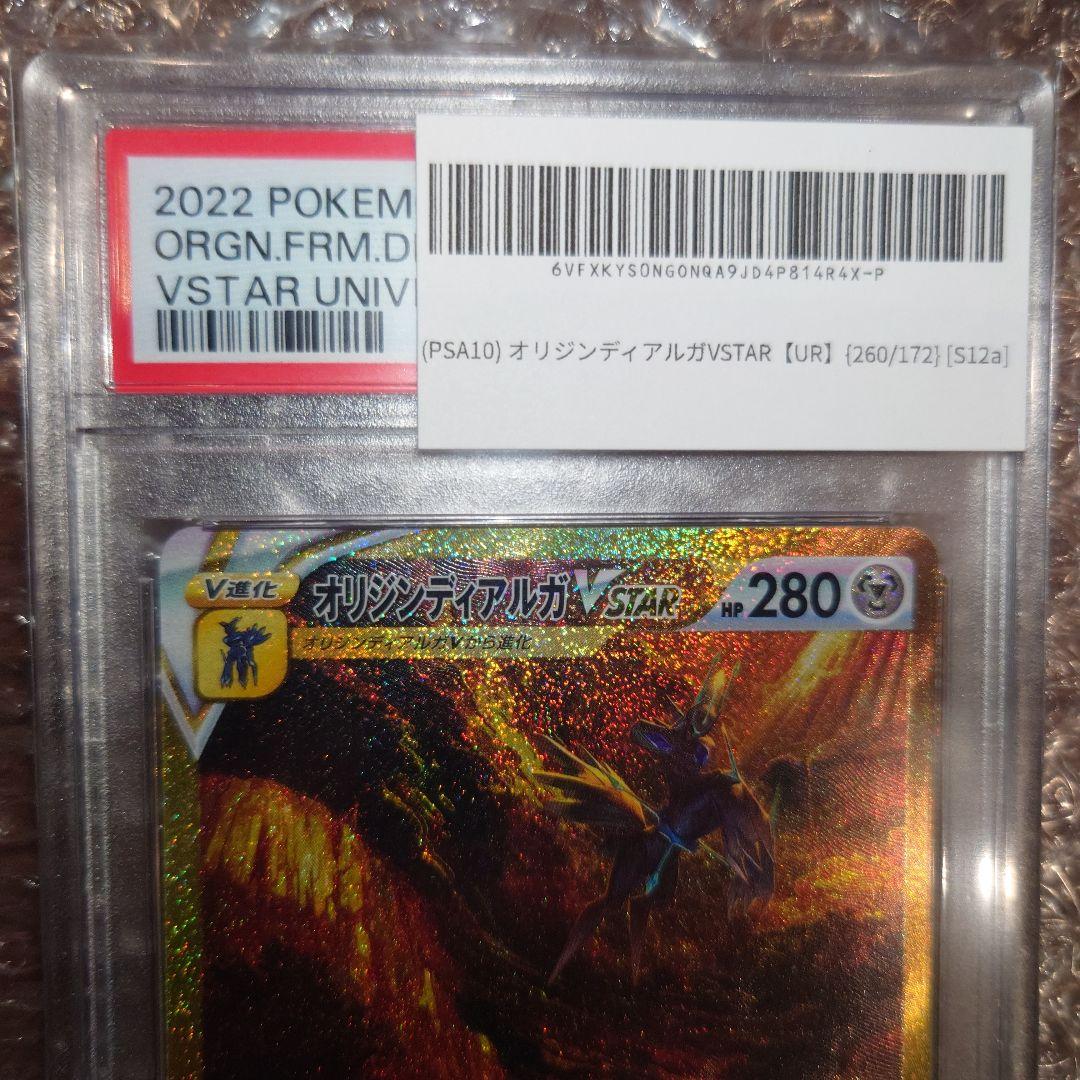 2022 POKEM
ORGN.FRM.D
VSTAR UNIV
6VFXKYS0NG0NQA9JD4P814R4X-P
(PSA10) オリジンディアルガVSTAR【UR】{260/172} [S12a]
V進化
オリジンディアルガVSTAR
HP 280
オリジンディアルガVから進化